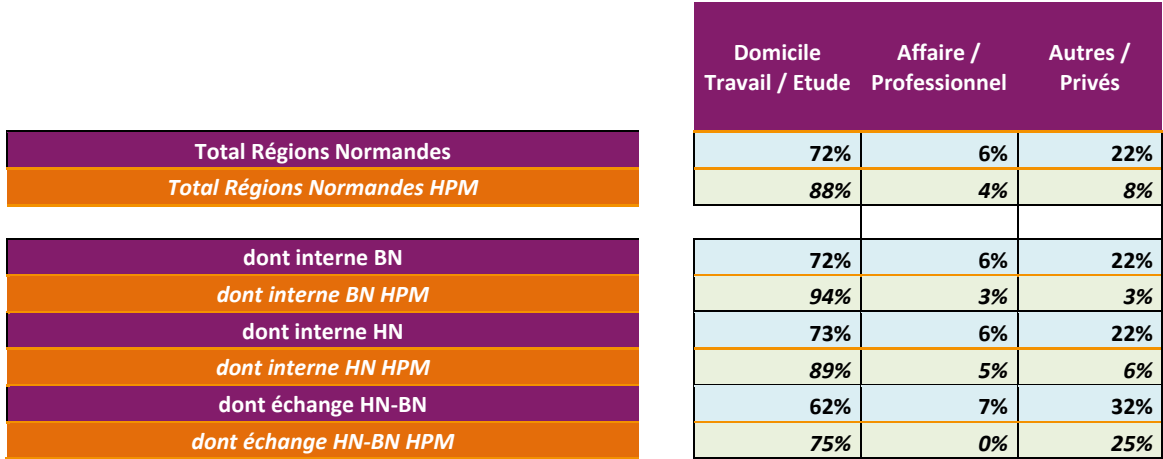 Domicile Travail / Etude Affaire / Professionnel Autres / Privés
Total Régions Normandes 72% 6% 22%
Total Régions Normandes HPM 88% 4% 8%
dont interne BN 72% 6% 22%
dont interne BN HPM 94% 3% 3%
dont interne HN 73% 6% 22%
dont interne HN HPM 89% 5% 6%
dont échange HN-BN 62% 7% 32%
dont échange HN-BN HPM 75% 0% 25%